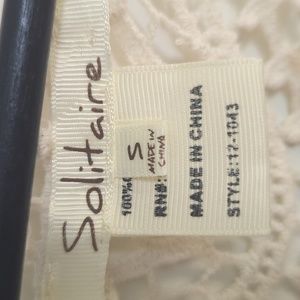 Solitaire
S
MADE IN
CHINA
100%
RN#:
MADE IN CHINA
STYLE:12-1043